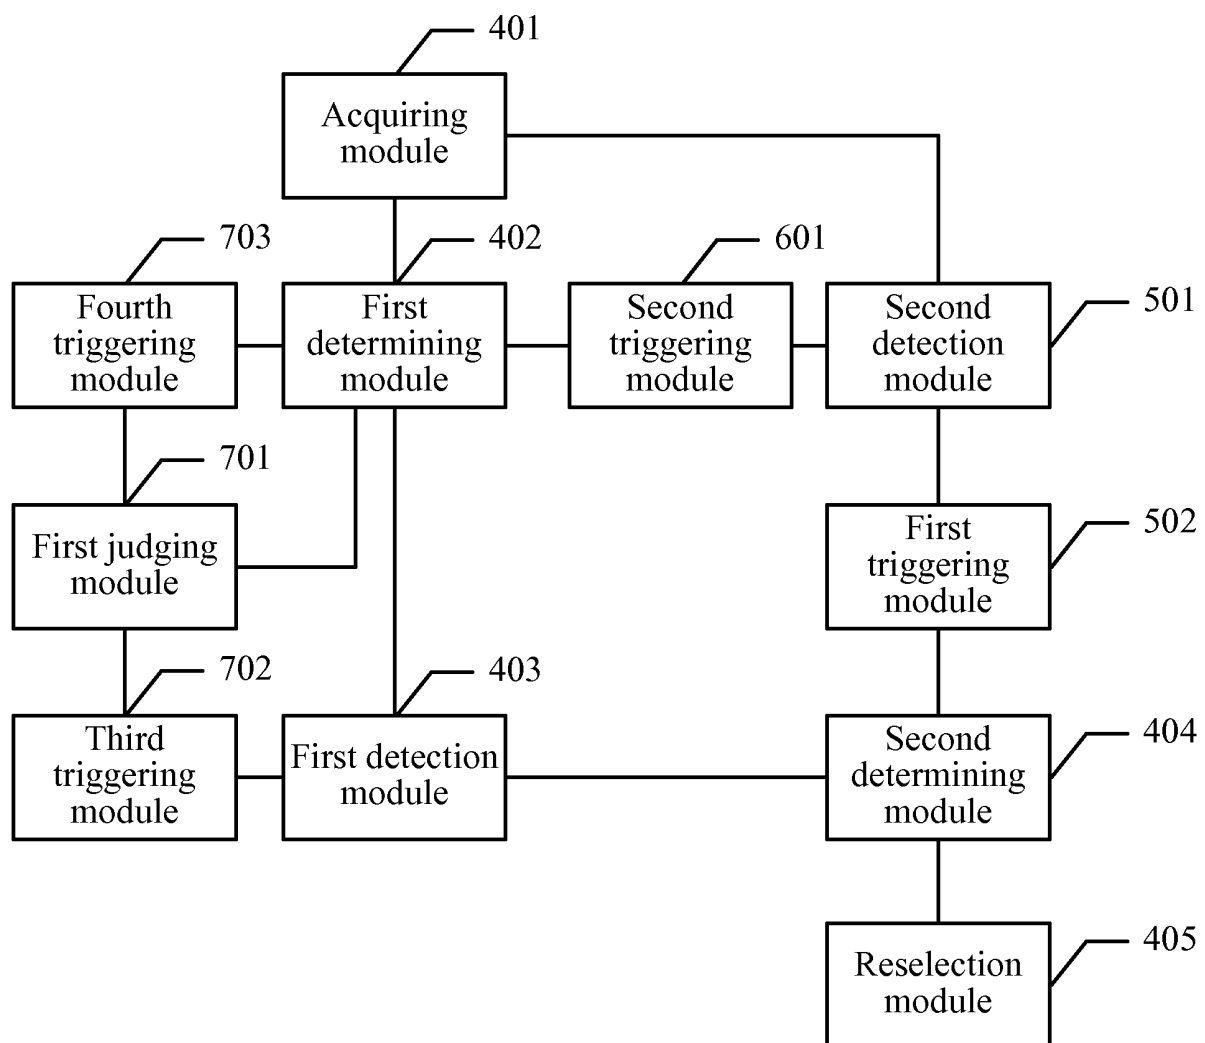 401
Acquiring
module
703
402
601
Fourth
triggering
module
First
determining
module
Second
triggering
module
Second
detection
module
501
701
First judging
module
First
triggering
module
502
702
403
Third
triggering
module
First detection
module
Second
determining
module
404
Reselection
module
405